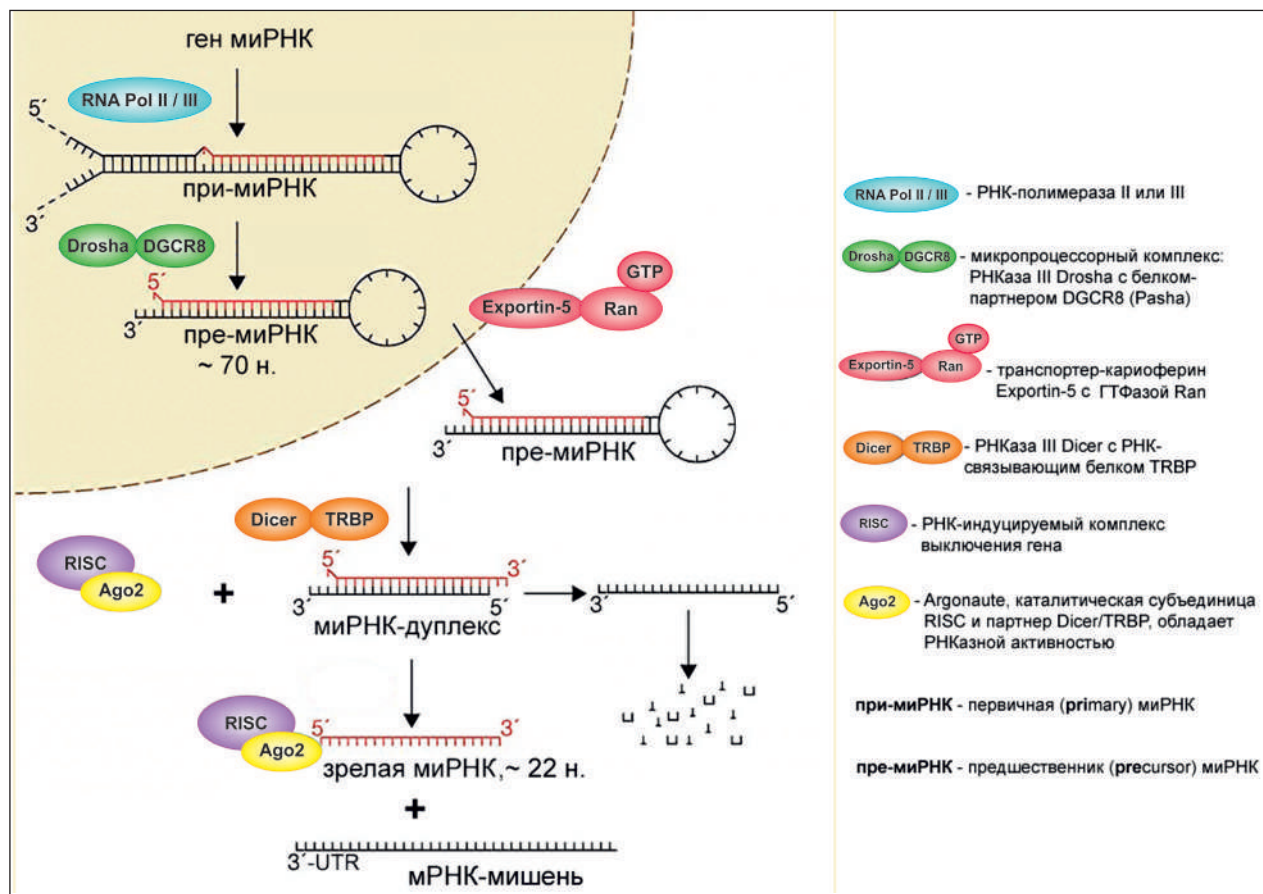 ген миРНК
RNA Pol II / III
5´
3´
при-миРНК
Drosha DGCR8
5´
3´
пре-миРНК
~ 70 н.
GTP
Exportin-5 Ran
5´
3´
пре-миРНК
Dicer TRBP
RISC
Ago2
+
5´ 3´
3´ 5´
миРНК-дуплекс
3´ 5´
RISC
Ago2
5´ 3´
зрелая миРНК,~ 22 н.
+
3´-UTR
мРНК-мишень
RNA Pol II / III - РНК-полимераза II или III
Drosha DGCR8 - микропроцессорный комплекс:
РНКаза III Drosha с белком-
партнером DGCR8 (Pasha)
GTP
Exportin-5 Ran - транспортер-кариоферин
Exportin-5 с ГТФазой Ran
Dicer TRBP - РНКаза III Dicer с РНК-
связывающим белком TRBP
RISC - РНК-индуцируемый комплекс
выключения гена
Ago2 - Argonaute, каталитическая субъединица
RISC и партнер Dicer/TRBP, обладает
РНКазной активностью
при-миРНК - первичная (primary) миРНК
пре-миРНК - предшественник (precursor) миРНК